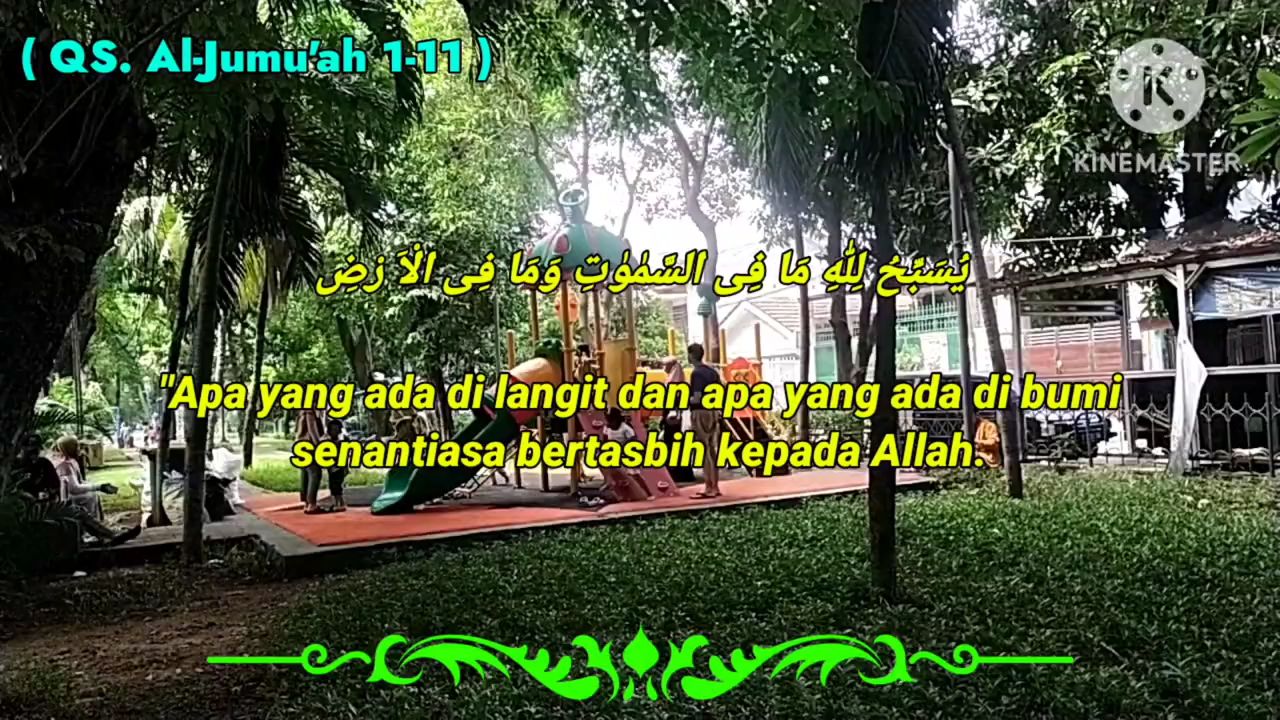 ( QS. Al-Jumu'ah 1-11 )
KINEMASTER
يُسَبِّحُ لِلّٰهِ مَا فِى السَّمٰوٰتِ وَمَا فِى الْاَ رْضِ
"Apa yang ada di langit dan apa yang ada di bumi
senantiasa bertasbih kepada Allah.